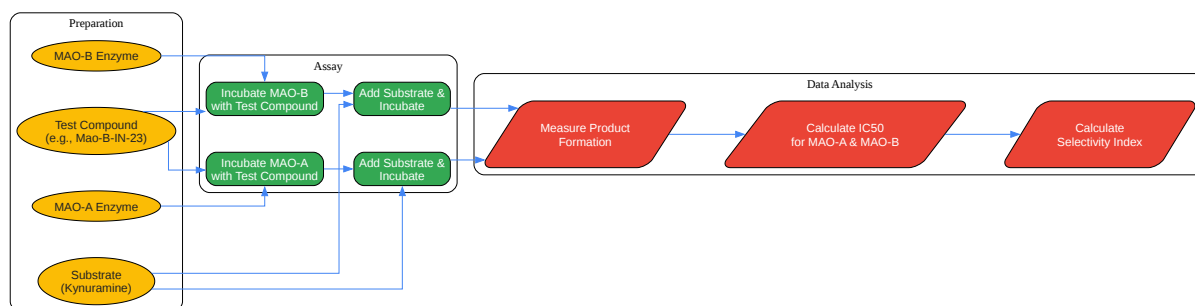 Preparation
MAO-B Enzyme
Test Compound
(e.g., Mao-B-IN-23)
MAO-A Enzyme
Substrate
(Kynuramine)
Assay
Incubate MAO-B
with Test Compound
Add Substrate &
Incubate
Incubate MAO-A
with Test Compound
Add Substrate &
Incubate
Data Analysis
Measure Product
Formation
Calculate IC50
for MAO-A & MAO-B
Calculate
Selectivity Index